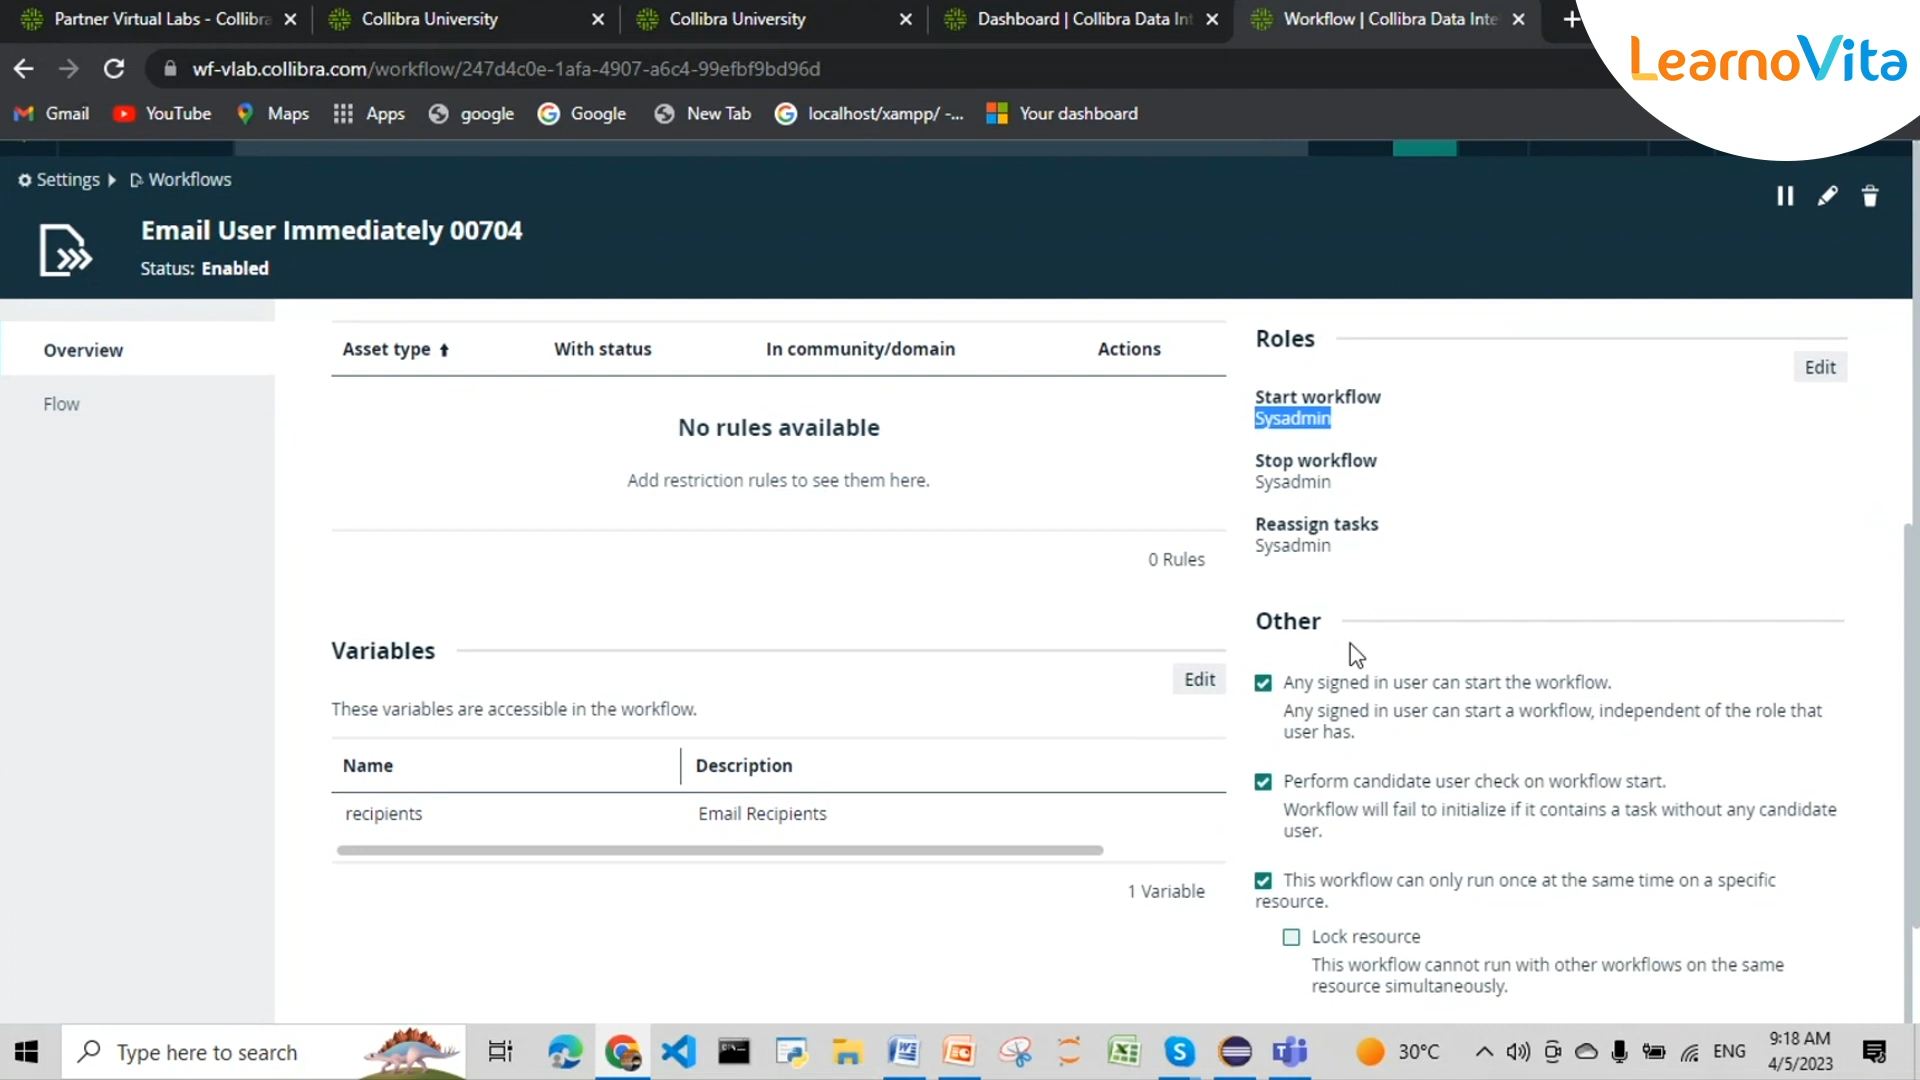 Partner Virtual Labs - Collibra
Collibra University
Collibra University
Dashboard | Collibra Data Int
Workflow | Collibra Data Inte
LearnoVita
wf-vlab.collibra.com/workflow/247d4c0e-1afa-4907-a6c4-99efbf9bd96d
Gmail
YouTube
Maps
Apps
google
Google
New Tab
localhost/xampp/ -...
Your dashboard
Settings
Workflows
Email User Immediately 00704
Status: Enabled
Overview
Flow
Asset type
With status
In community/domain
Actions
No rules available
Add restriction rules to see them here.
0 Rules
Variables
Edit
These variables are accessible in the workflow.
Name
Description
recipients
Email Recipients
1 Variable
Roles
Edit
Start workflow
Sysadmin
Stop workflow
Sysadmin
Reassign tasks
Sysadmin
Other
Any signed in user can start the workflow.
Any signed in user can start a workflow, independent of the role that
user has.
Perform candidate user check on workflow start.
Workflow will fail to initialize if it contains a task without any candidate
user.
This workflow can only run once at the same time on a specific
resource.
Lock resource
This workflow cannot run with other workflows on the same
resource simultaneously.
Type here to search
30°C
ENG
9:18 AM
4/5/2023